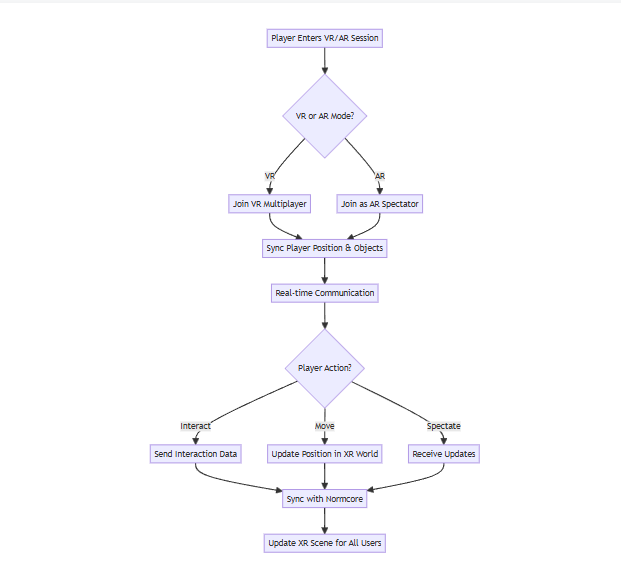 Player Enters VR/AR Session
VR or AR Mode?
VR
AR
Join VR Multiplayer
Join as AR Spectator
Sync Player Position & Objects
Real-time Communication
Player Action?
Interact
Move
Spectate
Send Interaction Data
Update Position in XR World
Receive Updates
Sync with Normcore
Update XR Scene for All Users